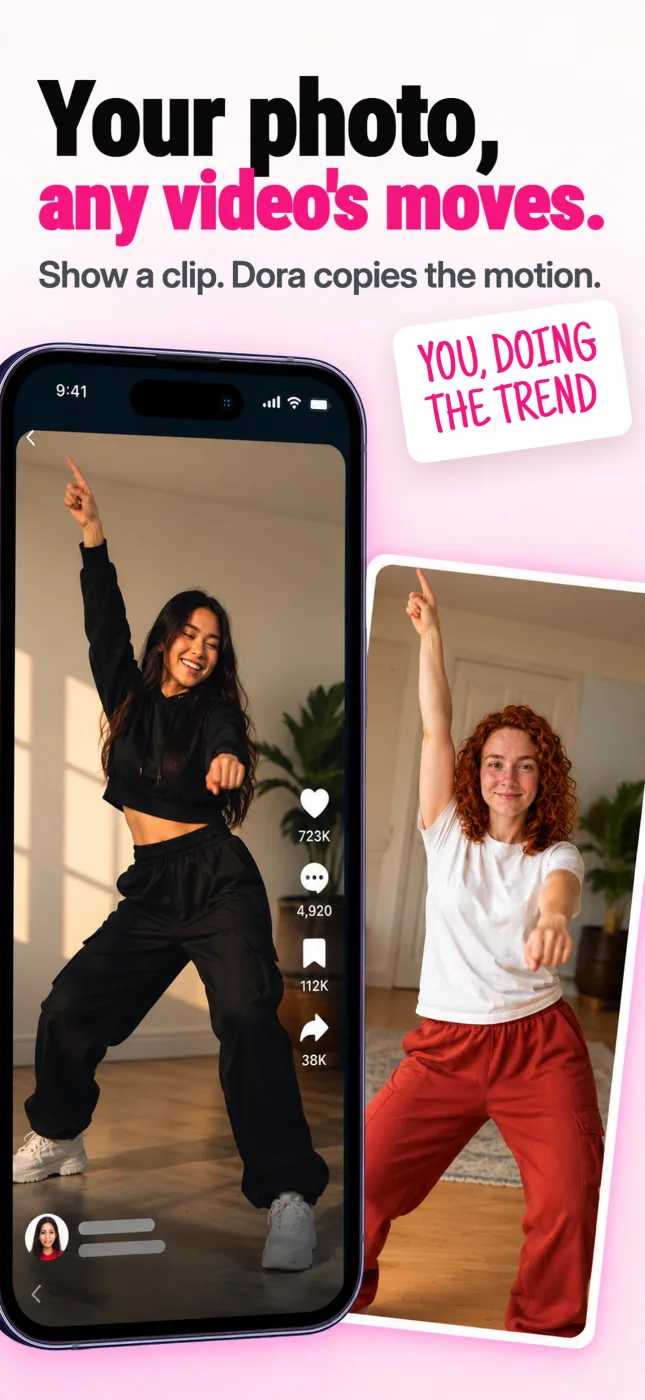 Your photo,
any video's moves.
Show a clip. Dora copies the motion.
YOU, DOING
THE TREND
9:41
723K
4,920
112K
38K